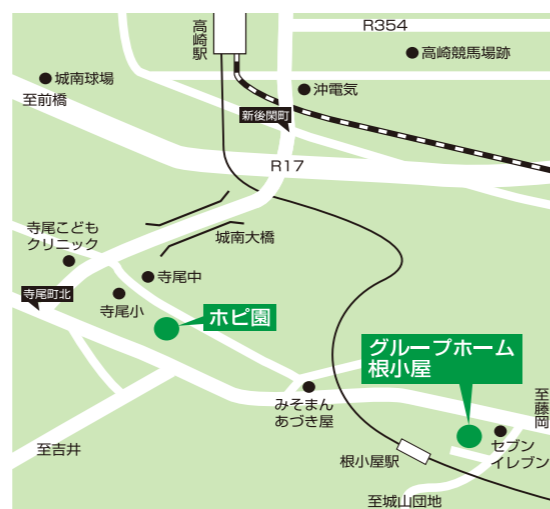 高崎駅
R354
高崎競馬場跡
城南球場
沖電気
至前橋
新後閑町
R17
寺尾こども
クリニック
城南大橋
寺尾中
寺尾町北
寺尾小
ホピ園
グループホーム
根小屋
みそまん
あづき屋
至藤岡
至吉井
根小屋駅
セブン
イレブン
至城山団地